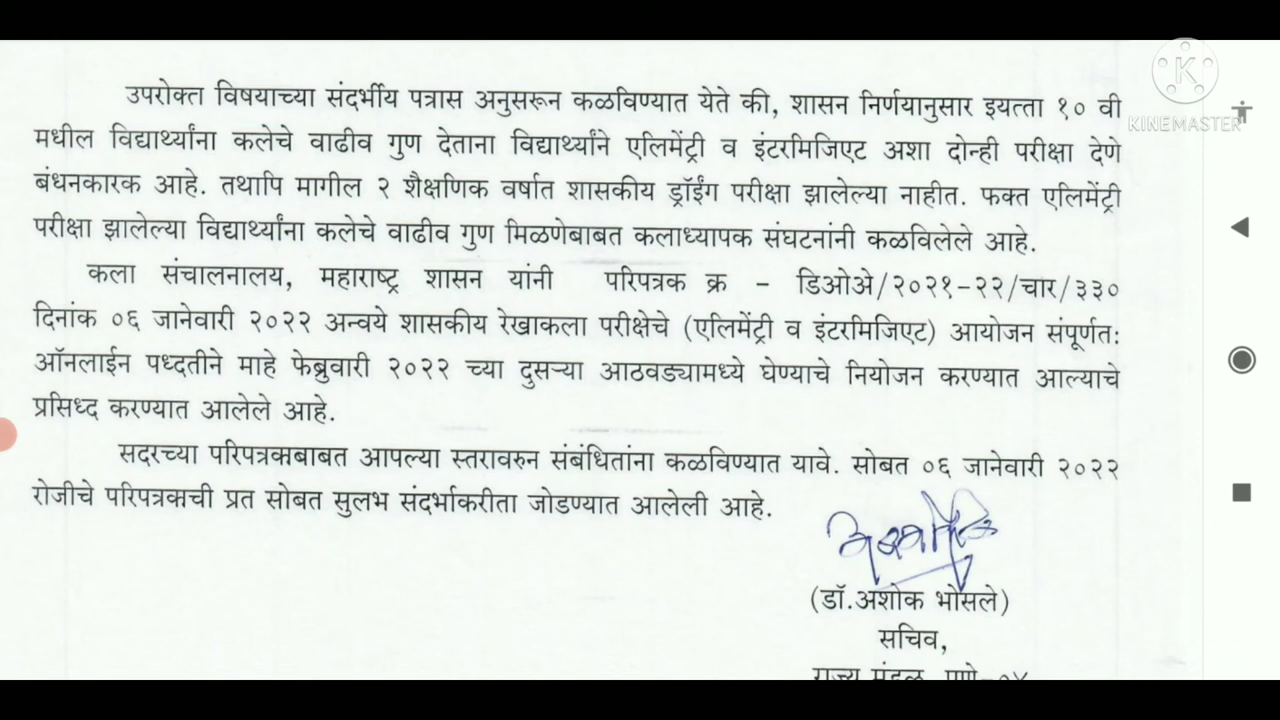 उपरोक्त विषयाच्या संदर्भीय पत्रास अनुसरून कळविण्यात येते की, शासन निर्णयानुसार इयत्ता १० वी
KINEMASTER
मधील विद्यार्थ्यांना कलेचे वाढीव गुण देताना विद्यार्थ्याने एलिमेंट्री व इंटरमिजिएट अशा दोन्ही परीक्षा देणे
बंधनकारक आहे. तथापि मागील २ शैक्षणिक वर्षात शासकीय ड्रॉईंग परीक्षा झालेल्या नाहीत. फक्त एलिमेंट्री
परीक्षा झालेल्या विद्यार्थ्यांना कलेचे वाढीव गुण मिळणेबाबत कलाध्यापक संघटनांनी कळविलेले आहे.
कला संचालनालय, महाराष्ट्र शासन यांनी परिपत्रक क्र - डिओओ/२०२१-२२/चार/३३०
दिनांक ०६ जानेवारी २०२२ अन्वये शासकीय रेखाकला परीक्षेचे (एलिमेंट्री व इंटरमिजिएट) आयोजन संपूर्णत:
ऑनलाईन पध्दतीने माहे फेब्रुवारी २०२२ च्या दुसऱ्या आठवड्यामध्ये घेण्याचे नियोजन करण्यात आल्याचे
प्रसिध्द करण्यात आलेले आहे.
सदरच्या परिपत्रकाबाबत आपल्या स्तरावरुन संबंधितांना कळविण्यात यावे. सोबत ०६ जानेवारी २०२२
रोजीचे परिपत्रकाची प्रत सोबत सुलभ संदर्भाकरीता जोडण्यात आलेली आहे.
(डॉ.अशोक भोसले)
सचिव,
राज्य मंडळ, पुणे-०४